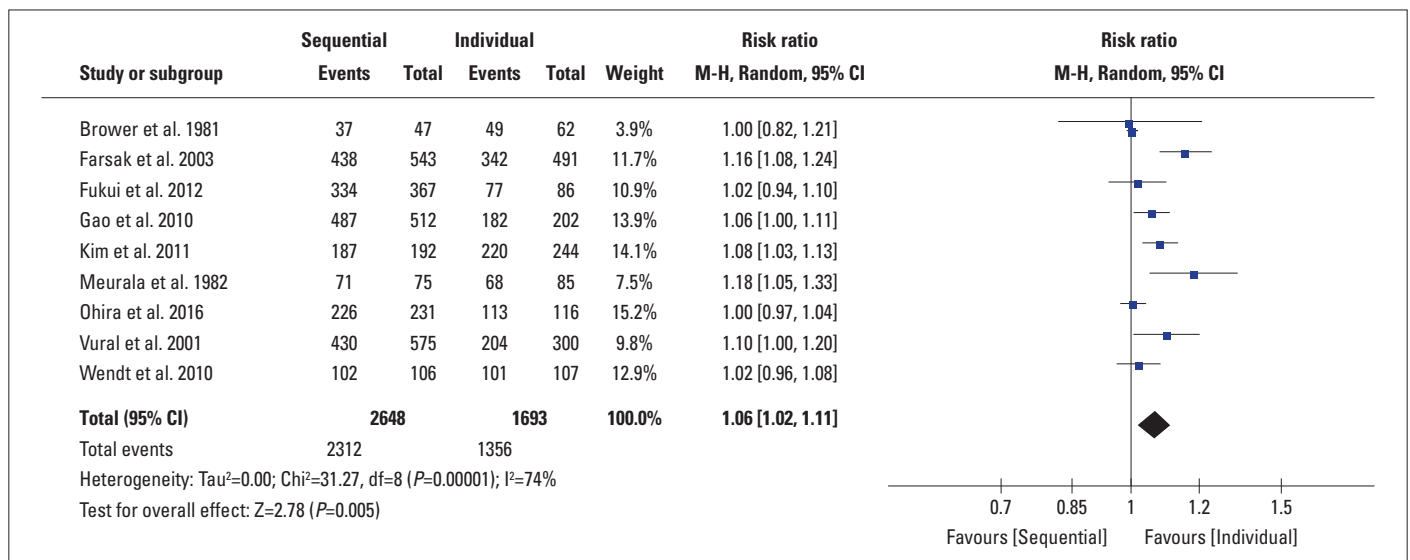 Sequential Individual Risk ratio Risk ratio
Study or subgroup Events Total Events Total Weight M-H, Random, 95% CI M-H, Random, 95% CI
Brower et al. 1981 37 47 49 62 3.9% 1.00 [0.82, 1.21]
Farsak et al. 2003 438 543 342 491 11.7% 1.16 [1.08, 1.24]
Fukui et al. 2012 334 367 77 86 10.9% 1.02 [0.94, 1.10]
Gao et al. 2010 487 512 182 202 13.9% 1.06 [1.00, 1.11]
Kim et al. 2011 187 192 220 244 14.1% 1.08 [1.03, 1.13]
Meurala et al. 1982 71 75 68 85 7.5% 1.18 [1.05, 1.33]
Ohira et al. 2016 226 231 113 116 15.2% 1.00 [0.97, 1.04]
Vural et al. 2001 430 575 204 300 9.8% 1.10 [1.00, 1.20]
Wendt et al. 2010 102 106 101 107 12.9% 1.02 [0.96, 1.08]
Total (95% CI) 2648 1693 100.0% 1.06 [1.02, 1.11]
Total events 2312 1356
Heterogeneity: Tau²=0.00; Chi²=31.27, df=8 (P=0.00001); I²=74%
Test for overall effect: Z=2.78 (P=0.005)
0.7 0.85 1 1.2 1.5
Favours [Sequential] Favours [Individual]